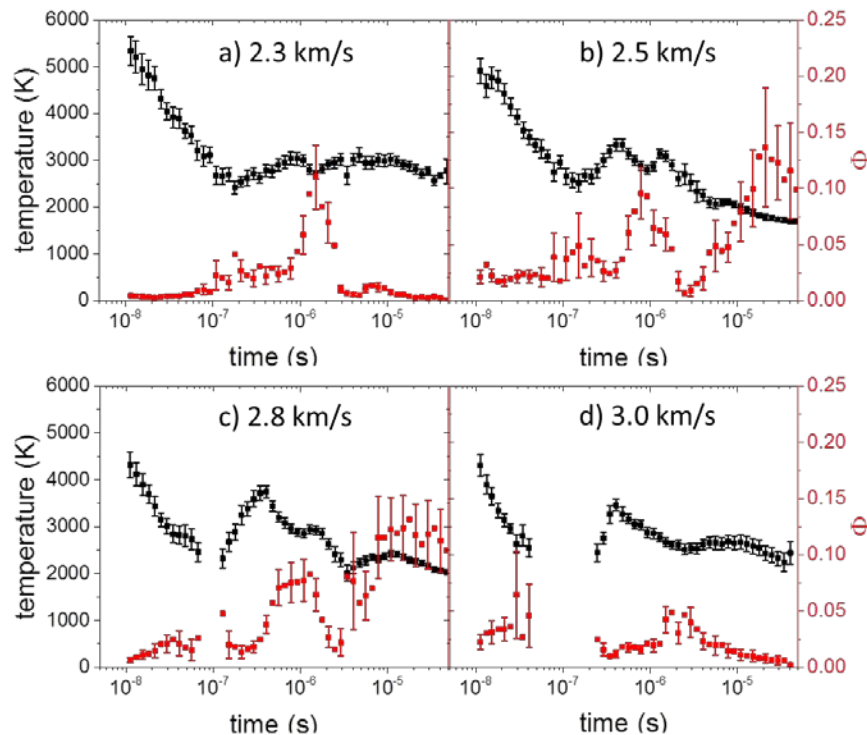 a) 2.3 km/s
b) 2.5 km/s
temperature (K)
6000
5000
4000
3000
2000
1000
0
0.25
0.20
0.15
0.10
0.05
0.00
Φ
10⁻⁸ 10⁻⁷ 10⁻⁶ 10⁻⁵
10⁻⁸ 10⁻⁷ 10⁻⁶ 10⁻⁵
time (s)
time (s)
c) 2.8 km/s
d) 3.0 km/s
temperature (K)
6000
5000
4000
3000
2000
1000
0
0.25
0.20
0.15
0.10
0.05
0.00
Φ
10⁻⁸ 10⁻⁷ 10⁻⁶ 10⁻⁵
10⁻⁸ 10⁻⁷ 10⁻⁶ 10⁻⁵
time (s)
time (s)